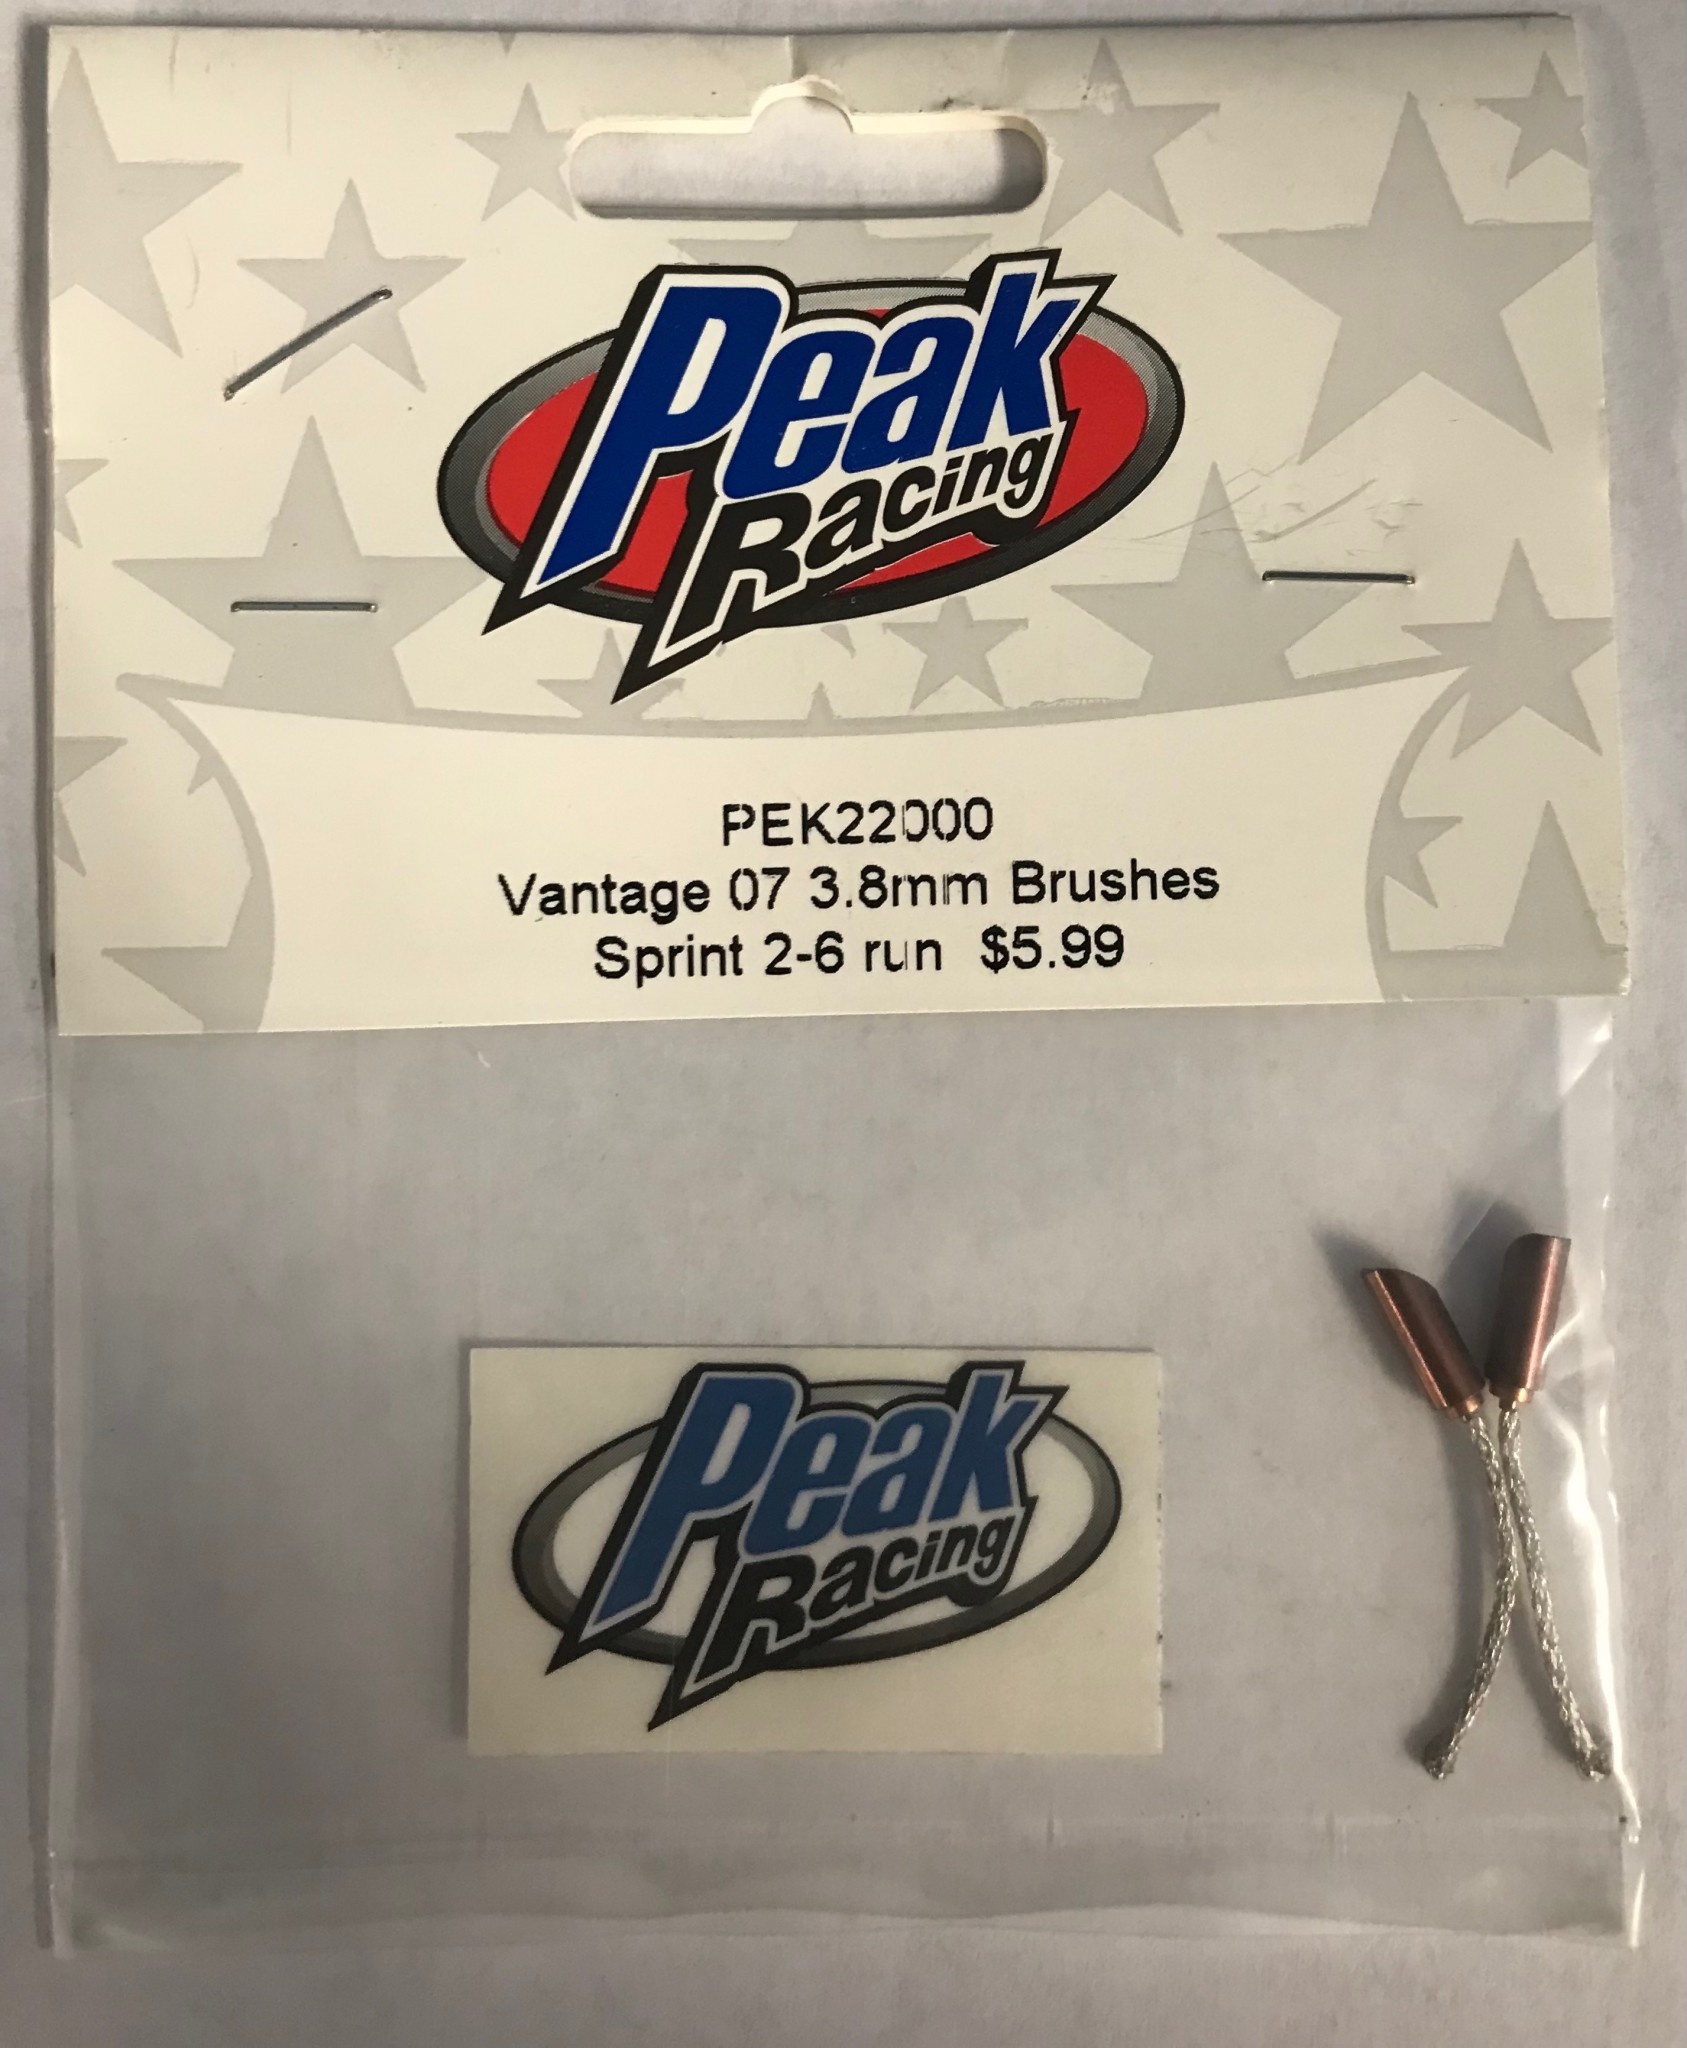 Peak
Racing
PEK22000
Vantage 07 3.8mm Brushes
Sprint 2-6 run $5.99
Peak
Racing